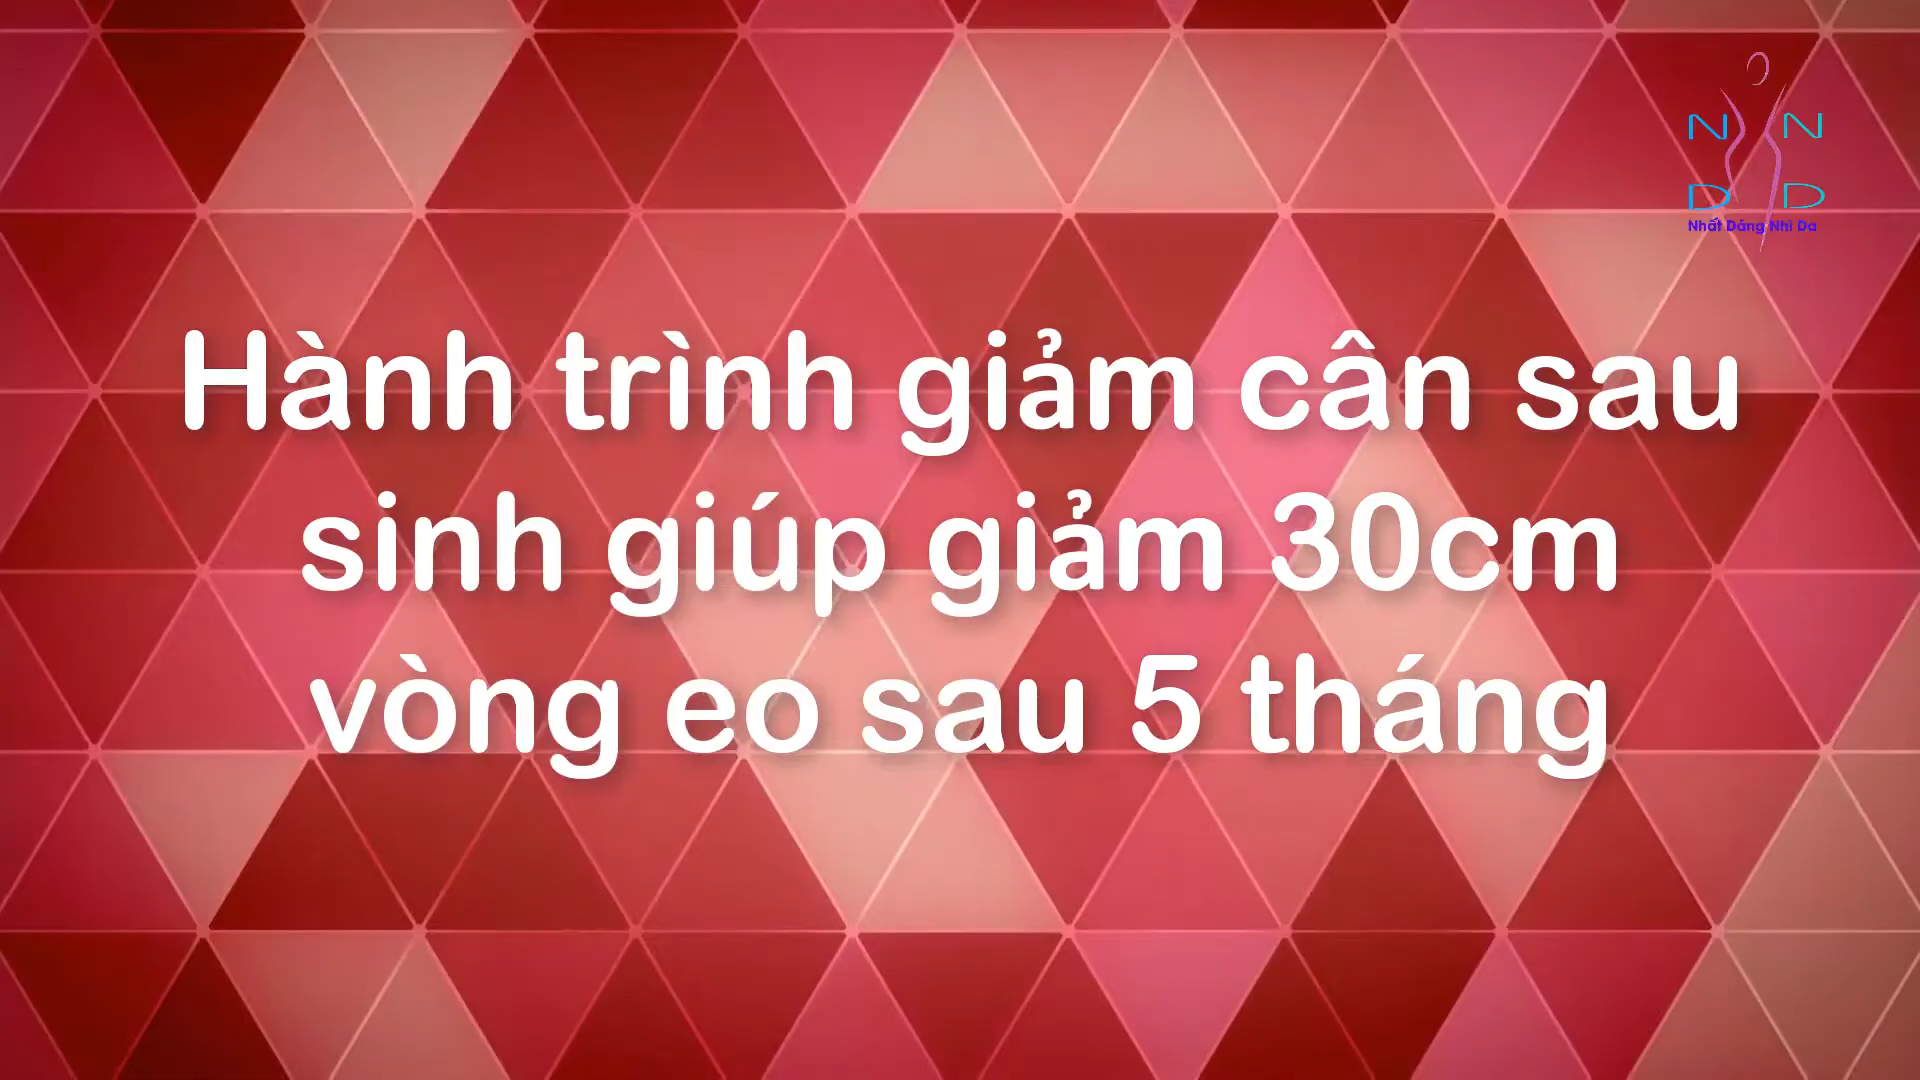 N N
D D
Nhất Dáng Nhì Da
Hành trình giảm cân sau
sinh giúp giảm 30cm
vòng eo sau 5 tháng